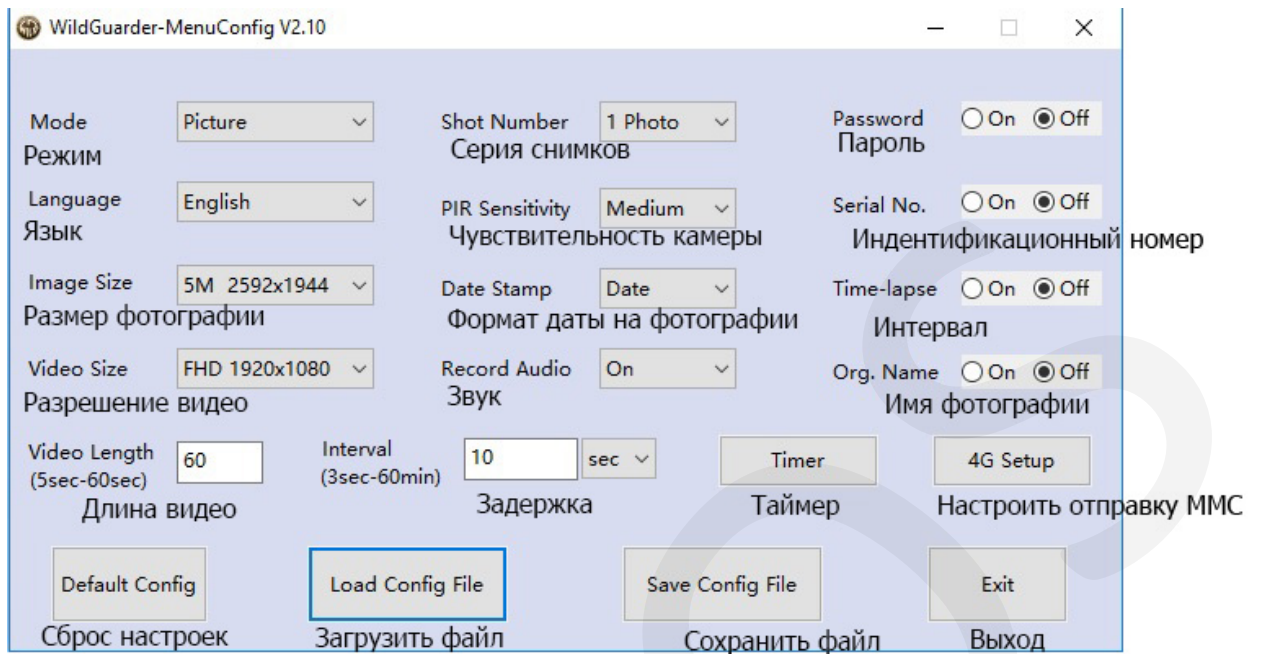 WildGuarder-MenuConfig V2.10
Mode Picture Shot Number 1 Photo Password On Off
Режим Серия снимков Пароль
Language English PIR Sensitivity Medium Serial No. On Off
Язык Чувствительность камеры Индентификационный номер
Image Size 5M 2592x1944 Date Stamp Date Time-lapse On Off
Размер фотографии Формат даты на фотографии Интервал
Video Size FHD 1920x1080 Record Audio On Org. Name On Off
Разрешение видео Звук Имя фотографии
Video Length 60 Interval 10 sec Timer 4G Setup
(5sec-60sec) (3sec-60min)
Длина видео Задержка Таймер Настроить отправку ММС
Default Config Load Config File Save Config File Exit
Сброс настроек Загрузить файл Сохранить файл Выход